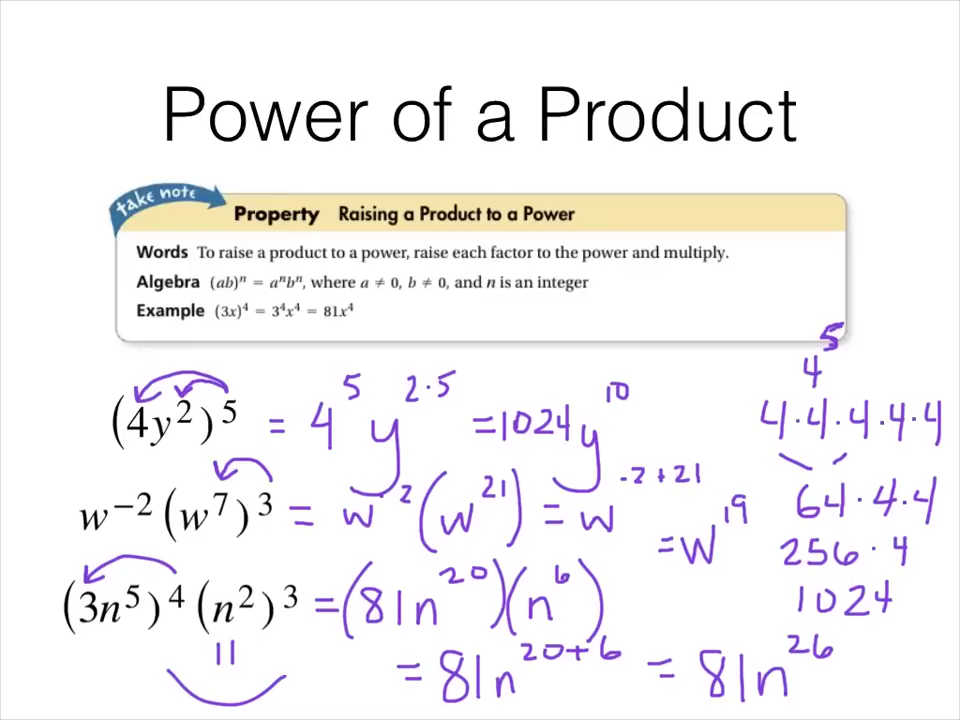 Power of a Product
take note
Property Raising a Product to a Power
Words To raise a product to a power, raise each factor to the power and multiply.
Algebra (ab)ⁿ = aⁿbⁿ, where a ≠ 0, b ≠ 0, and n is an integer
Example (3x)⁴ = 3⁴x⁴ = 81x⁴
(4y²)⁵ = 4⁵ y²·⁵ = 1024y¹⁰
w⁻²(w⁷)³ = w⁻²(w²¹) = w⁻²⁺²¹
= w¹⁹
(3n⁵)⁴(n²)³ = (81n²⁰)(n⁶)
11
= 81n²⁰⁺⁶ = 81n²⁶
4⁵
4·4·4·4·4
64·4·4
256·4
1024